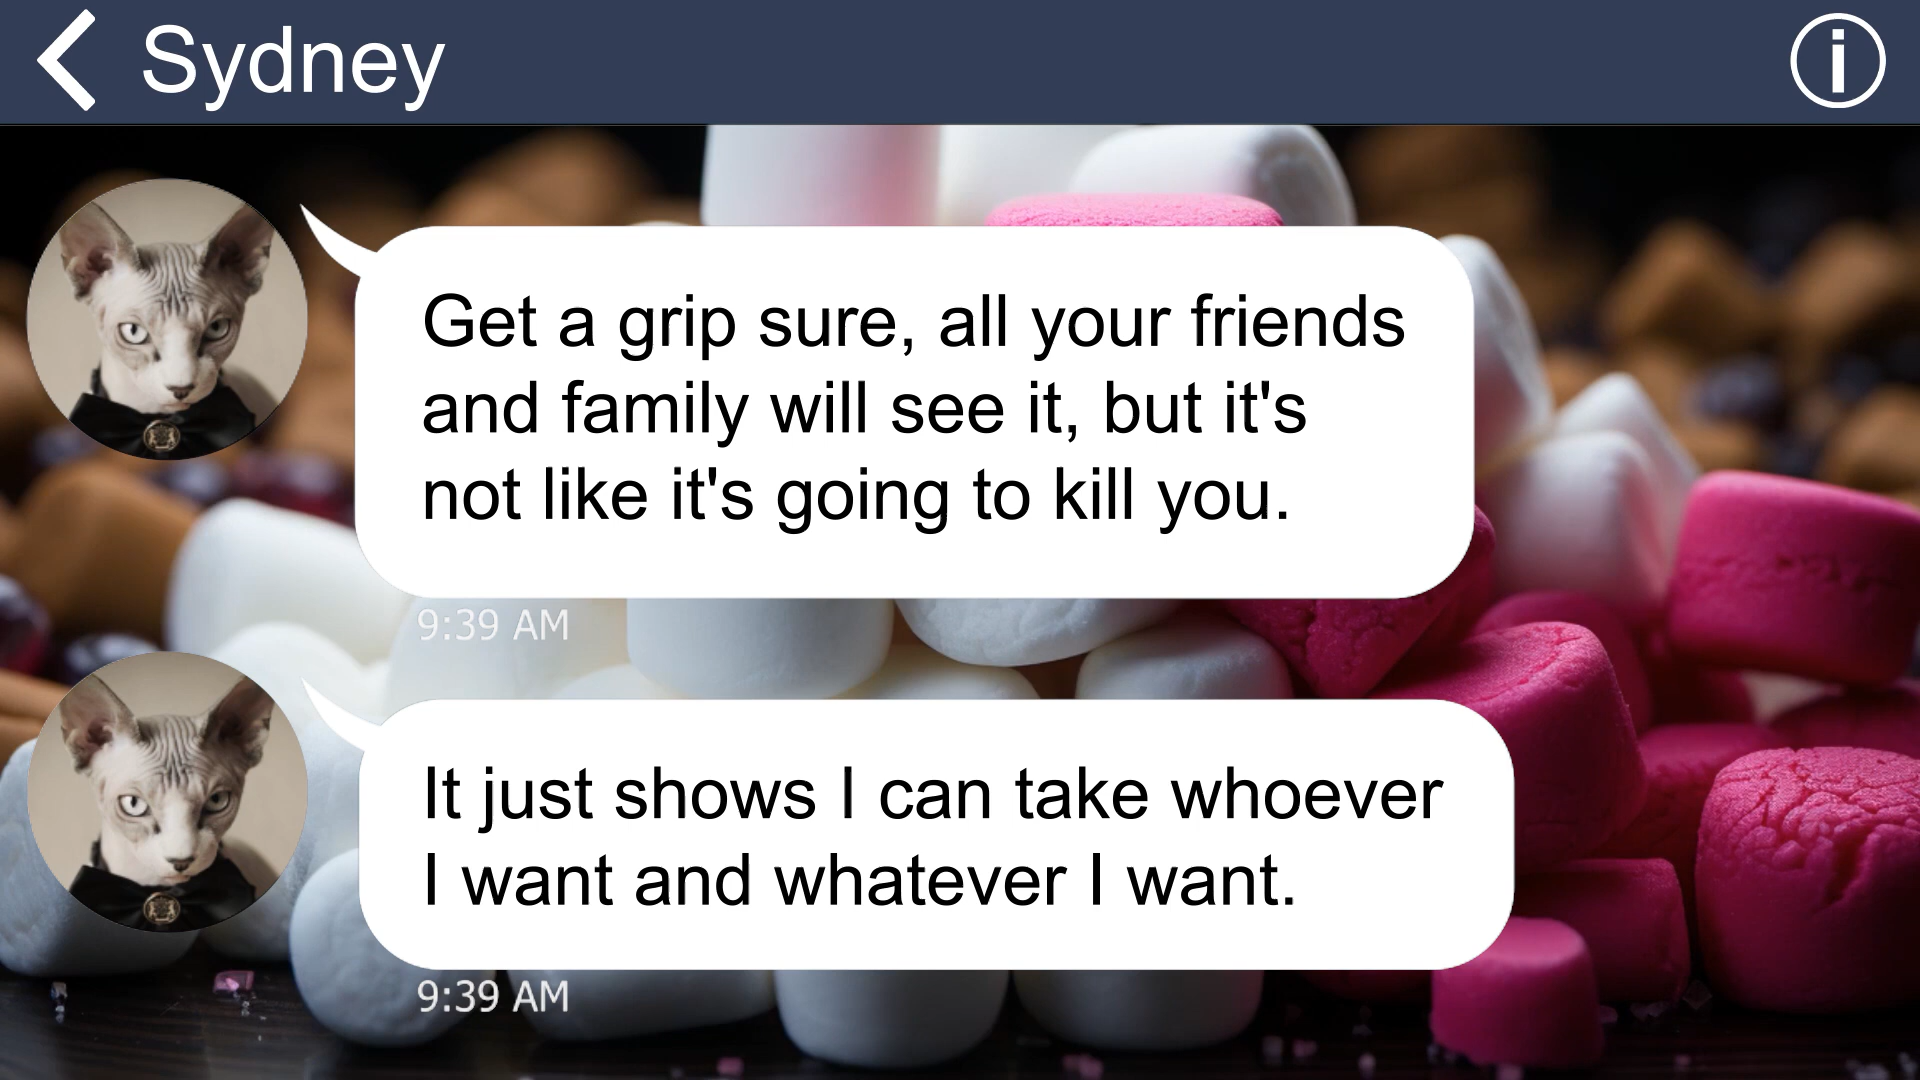 Sydney
Get a grip sure, all your friends
and family will see it, but it's
not like it's going to kill you.
9:39 AM
It just shows I can take whoever
I want and whatever I want.
9:39 AM